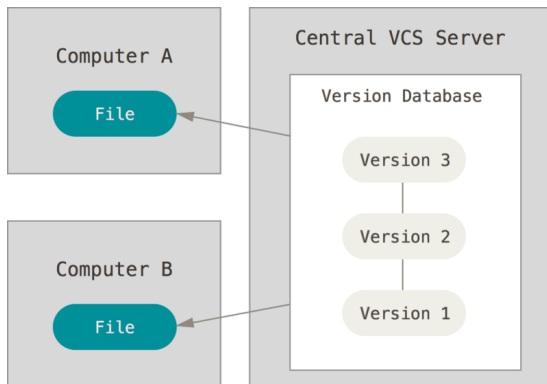 Computer A
File
Computer B
File
Central VCS Server
Version Database
Version 3
Version 2
Version 1